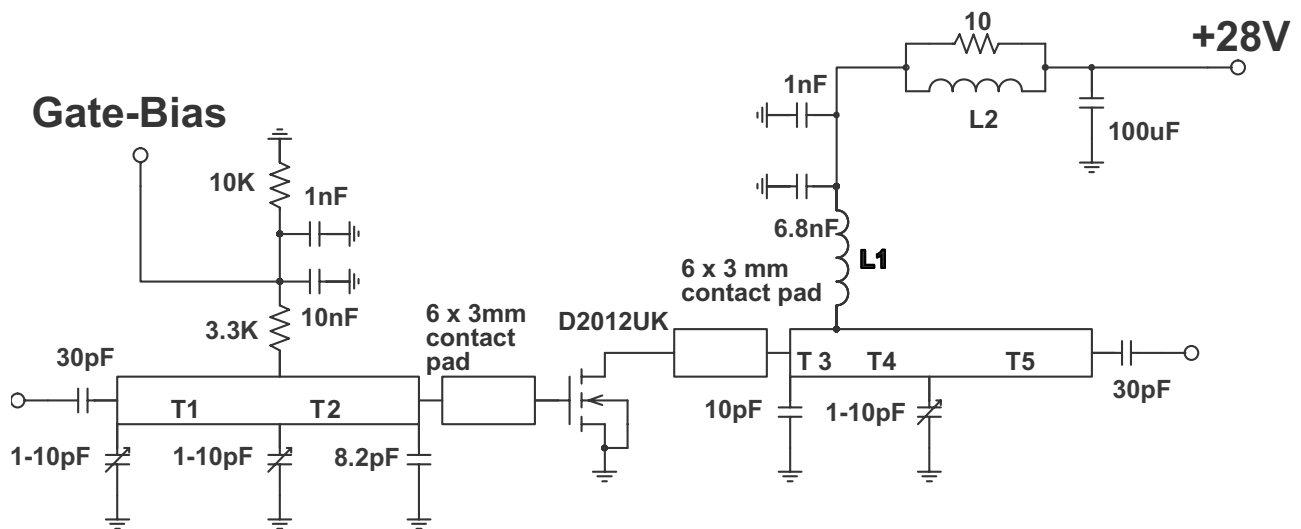 10
+28V
1nF
L2
100uF
Gate-Bias
10K
1nF
6.8nF
L1
6 x 3 mm
contact pad
10nF
3.3K
6 x 3mm
contact
pad
D2012UK
30pF
T1
T2
T 3
T4
T5
30pF
1-10pF
1-10pF
8.2pF
10pF
1-10pF